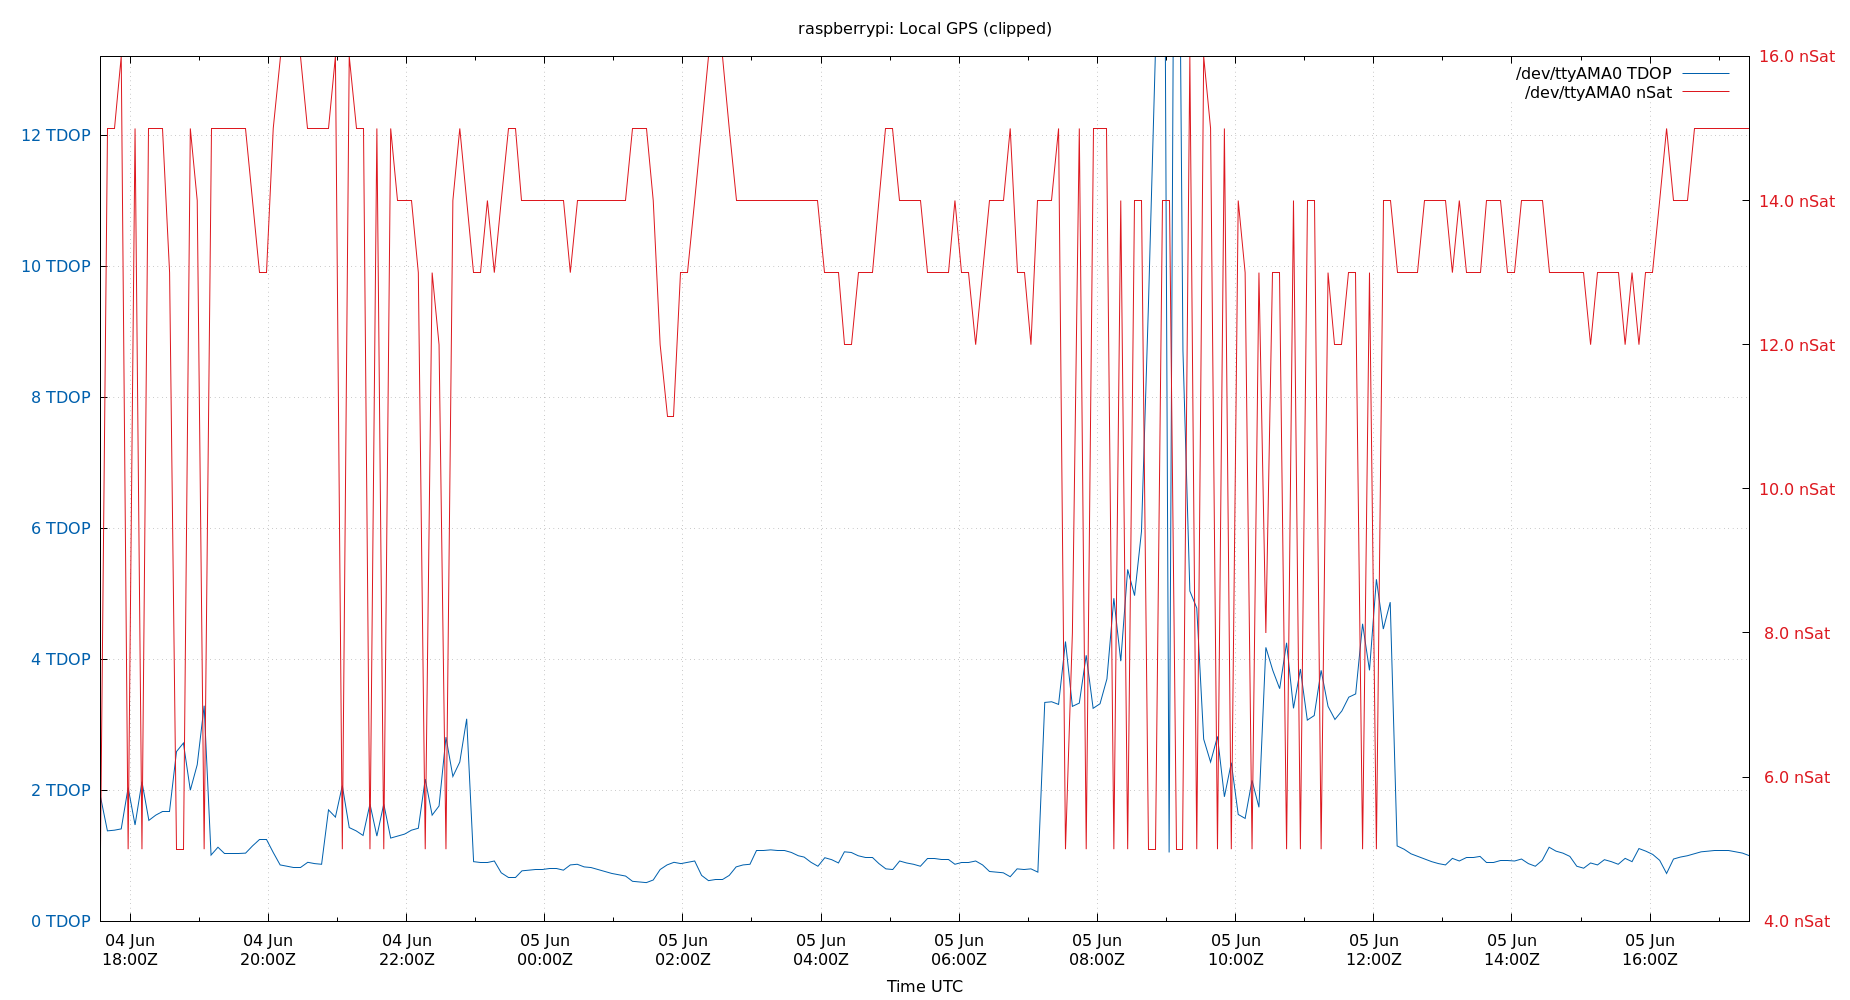 raspberrypi: Local GPS (clipped)
/dev/ttyAMA0 TDOP
/dev/ttyAMA0 nSat
12 TDOP
10 TDOP
8 TDOP
6 TDOP
4 TDOP
2 TDOP
0 TDOP
16.0 nSat
14.0 nSat
12.0 nSat
10.0 nSat
8.0 nSat
6.0 nSat
4.0 nSat
04 Jun
18:00Z
04 Jun
20:00Z
04 Jun
22:00Z
05 Jun
00:00Z
05 Jun
02:00Z
05 Jun
04:00Z
05 Jun
06:00Z
05 Jun
08:00Z
05 Jun
10:00Z
05 Jun
12:00Z
05 Jun
14:00Z
05 Jun
16:00Z
Time UTC